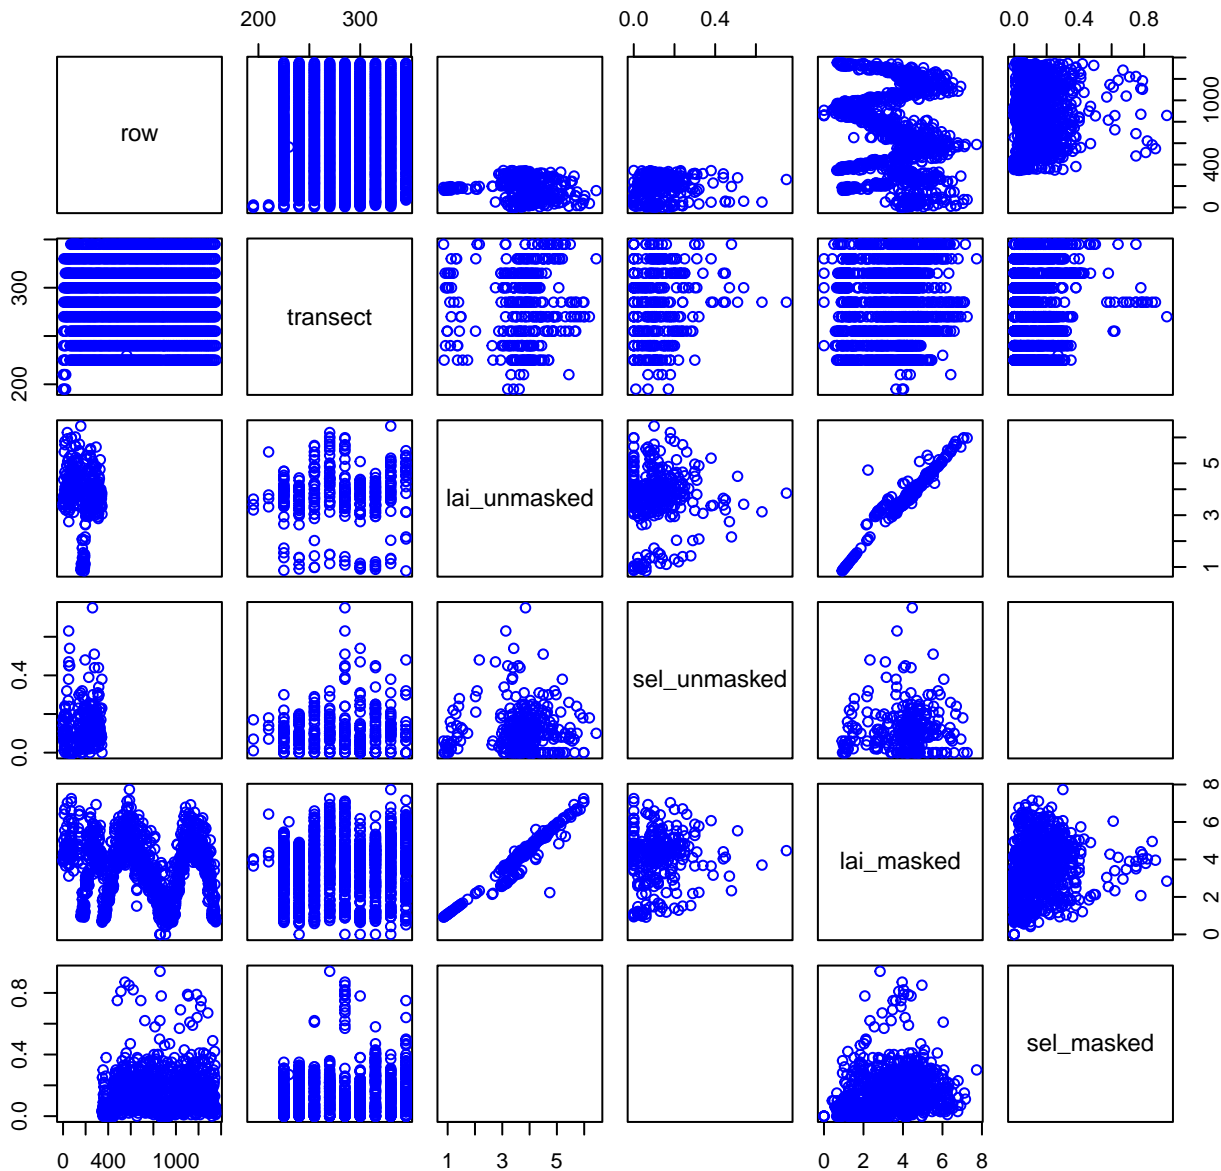 200 300 0.0 0.4 0.0 0.4 0.8
row 0 400 1000
200 300 transect
lai_unmasked 1 3 5
0.0 0.4 sel_unmasked
lai_masked 0 2 4 6 8
0.0 0.4 0.8 sel_masked
0 400 1000 1 3 5 0 2 4 6 8